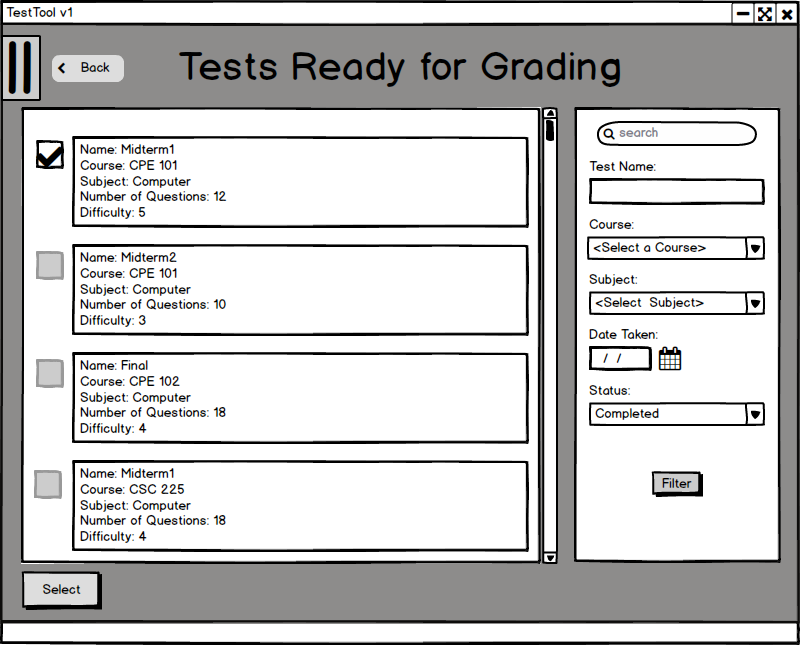 TestTool v1
Back
Tests Ready for Grading
Name: Midterm1
Course: CPE 101
Subject: Computer
Number of Questions: 12
Difficulty: 5
Name: Midterm2
Course: CPE 101
Subject: Computer
Number of Questions: 10
Difficulty: 3
Name: Final
Course: CPE 102
Subject: Computer
Number of Questions: 18
Difficulty: 4
Name: Midterm1
Course: CSC 225
Subject: Computer
Number of Questions: 18
Difficulty: 4
search
Test Name:
Course:
<Select a Course>
Subject:
<Select Subject>
Date Taken:
/ /
Status:
Completed
Filter
Select